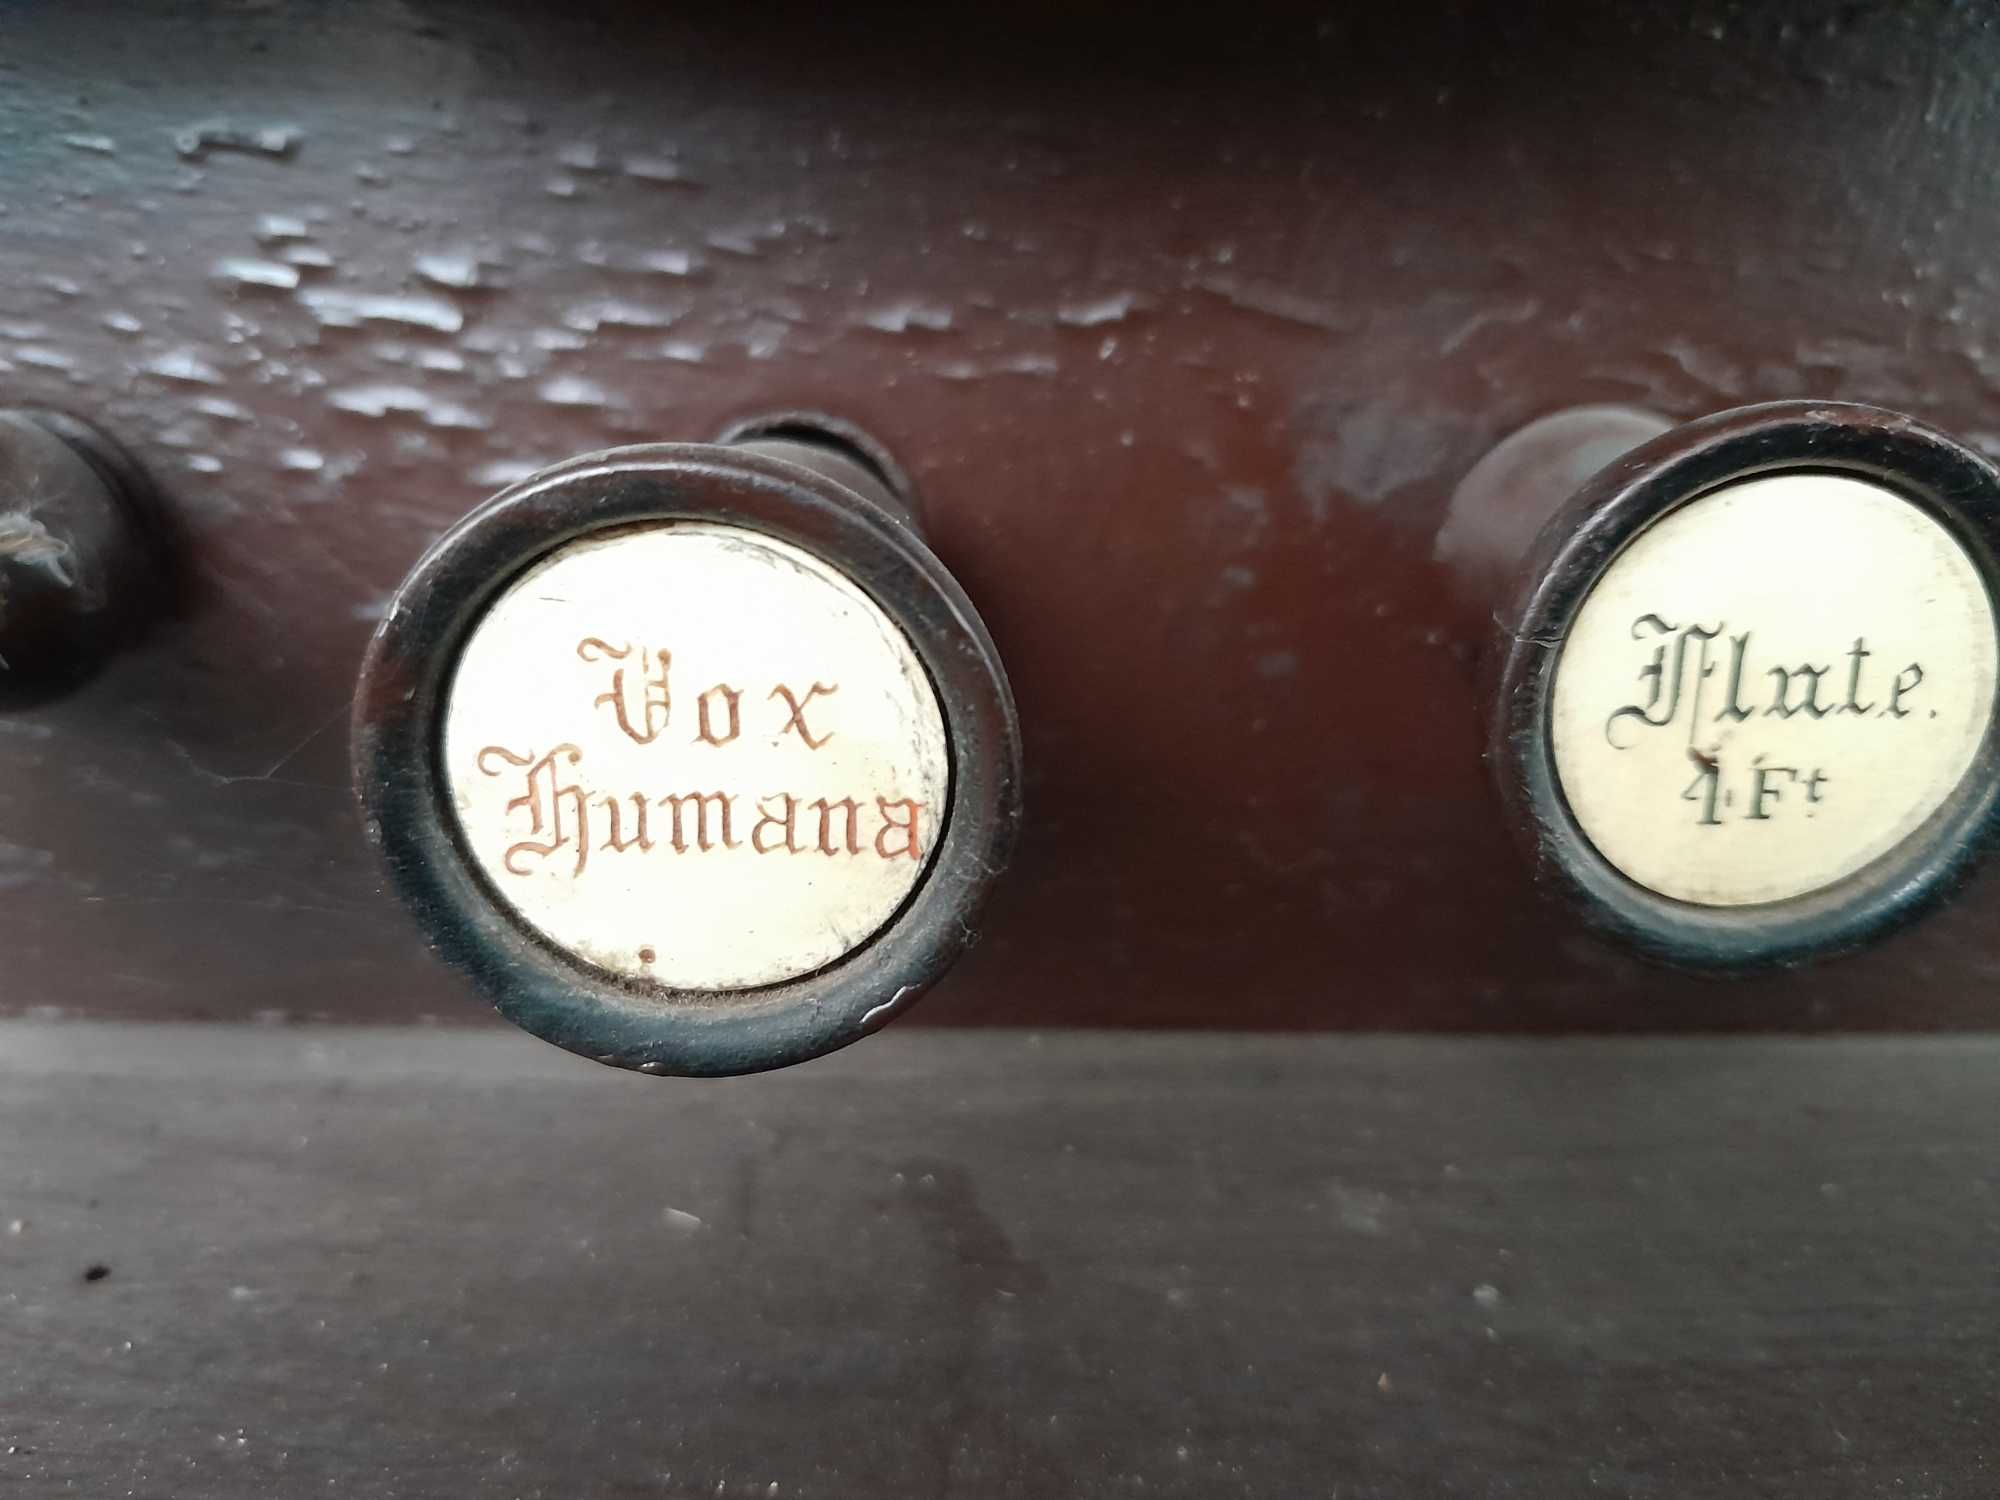 Vox
Humana
Flute.
4 Ft